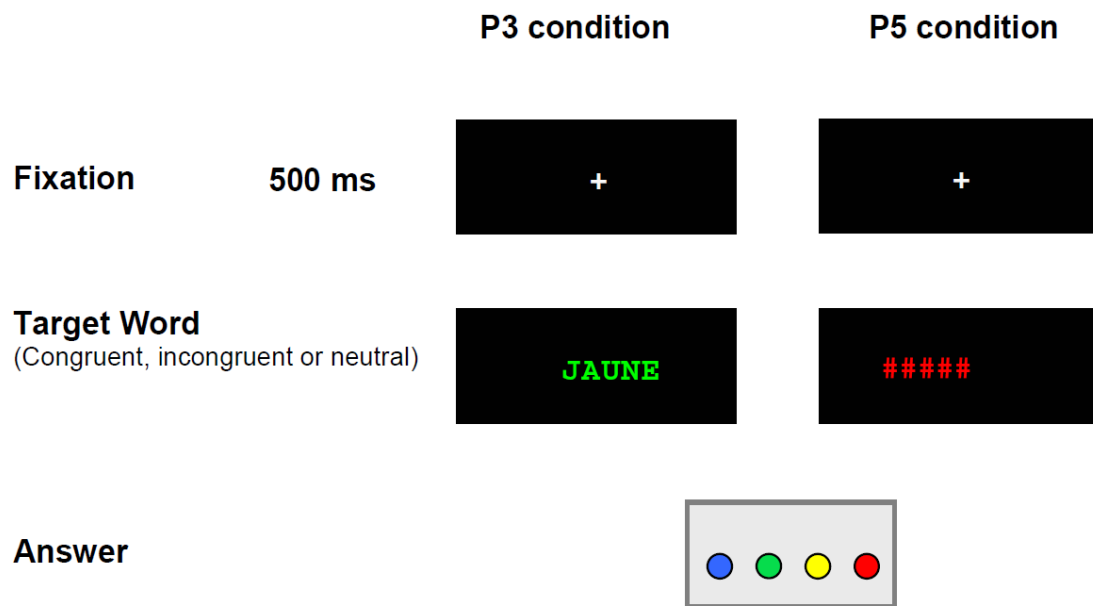 P3 condition P5 condition
Fixation 500 ms + +
Target Word
(Congruent, incongruent or neutral)
JAUNE #####
Answer